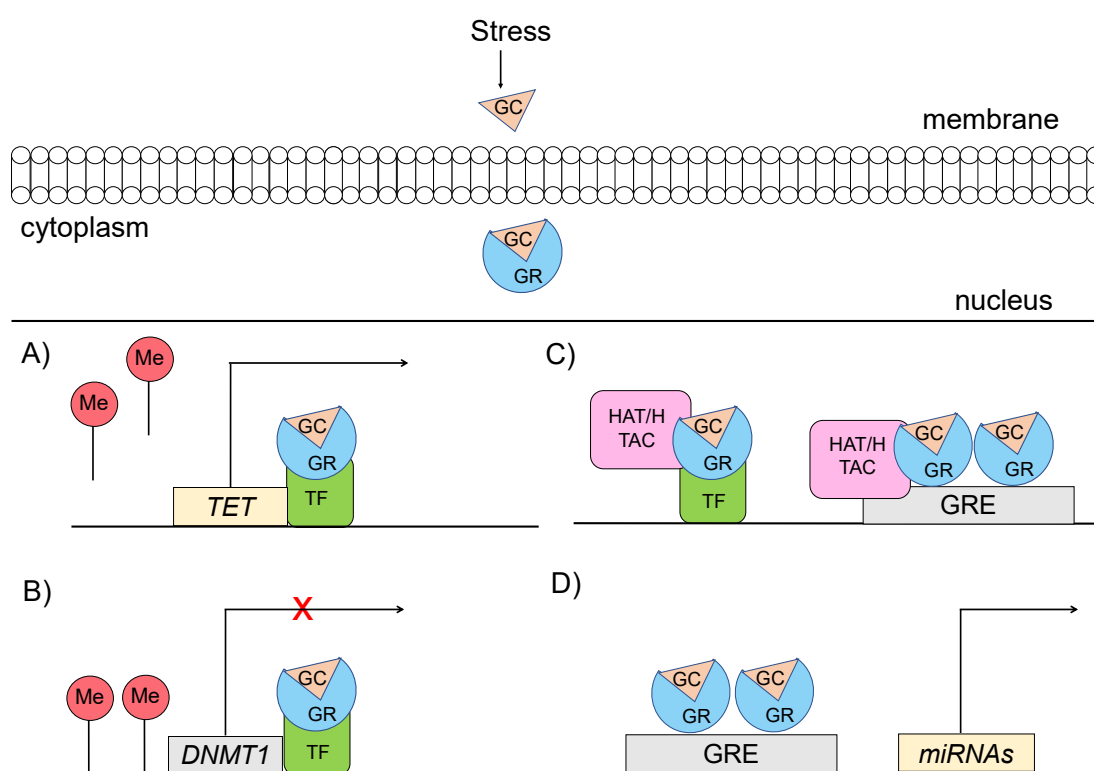 Stress
GC
membrane
cytoplasm
GC
GR
nucleus
A)
Me
Me
GC
GR
TET
TF
C)
HAT/H
TAC
GC
GR
TF
HAT/H
TAC
GC
GR
GC
GR
GRE
B)
X
Me
Me
GC
GR
DNMT1
TF
D)
GC
GR
GC
GR
GRE
miRNAs